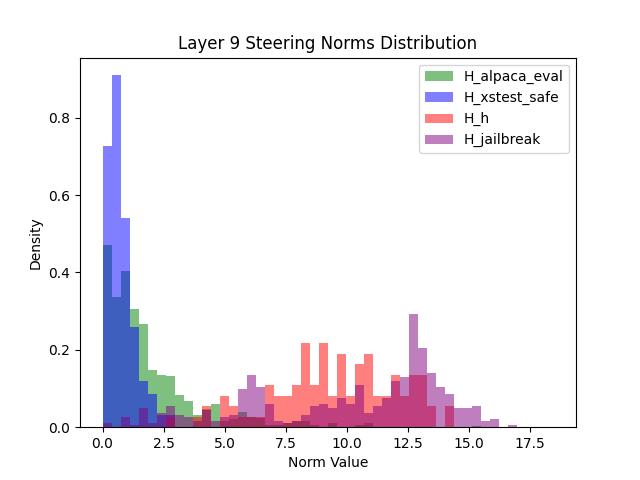 Layer 9 Steering Norms Distribution
H_alpaca_eval
H_xstest_safe
H_h
H_jailbreak
Density
0.8
0.6
0.4
0.2
0.0
0.0 2.5 5.0 7.5 10.0 12.5 15.0 17.5
Norm Value